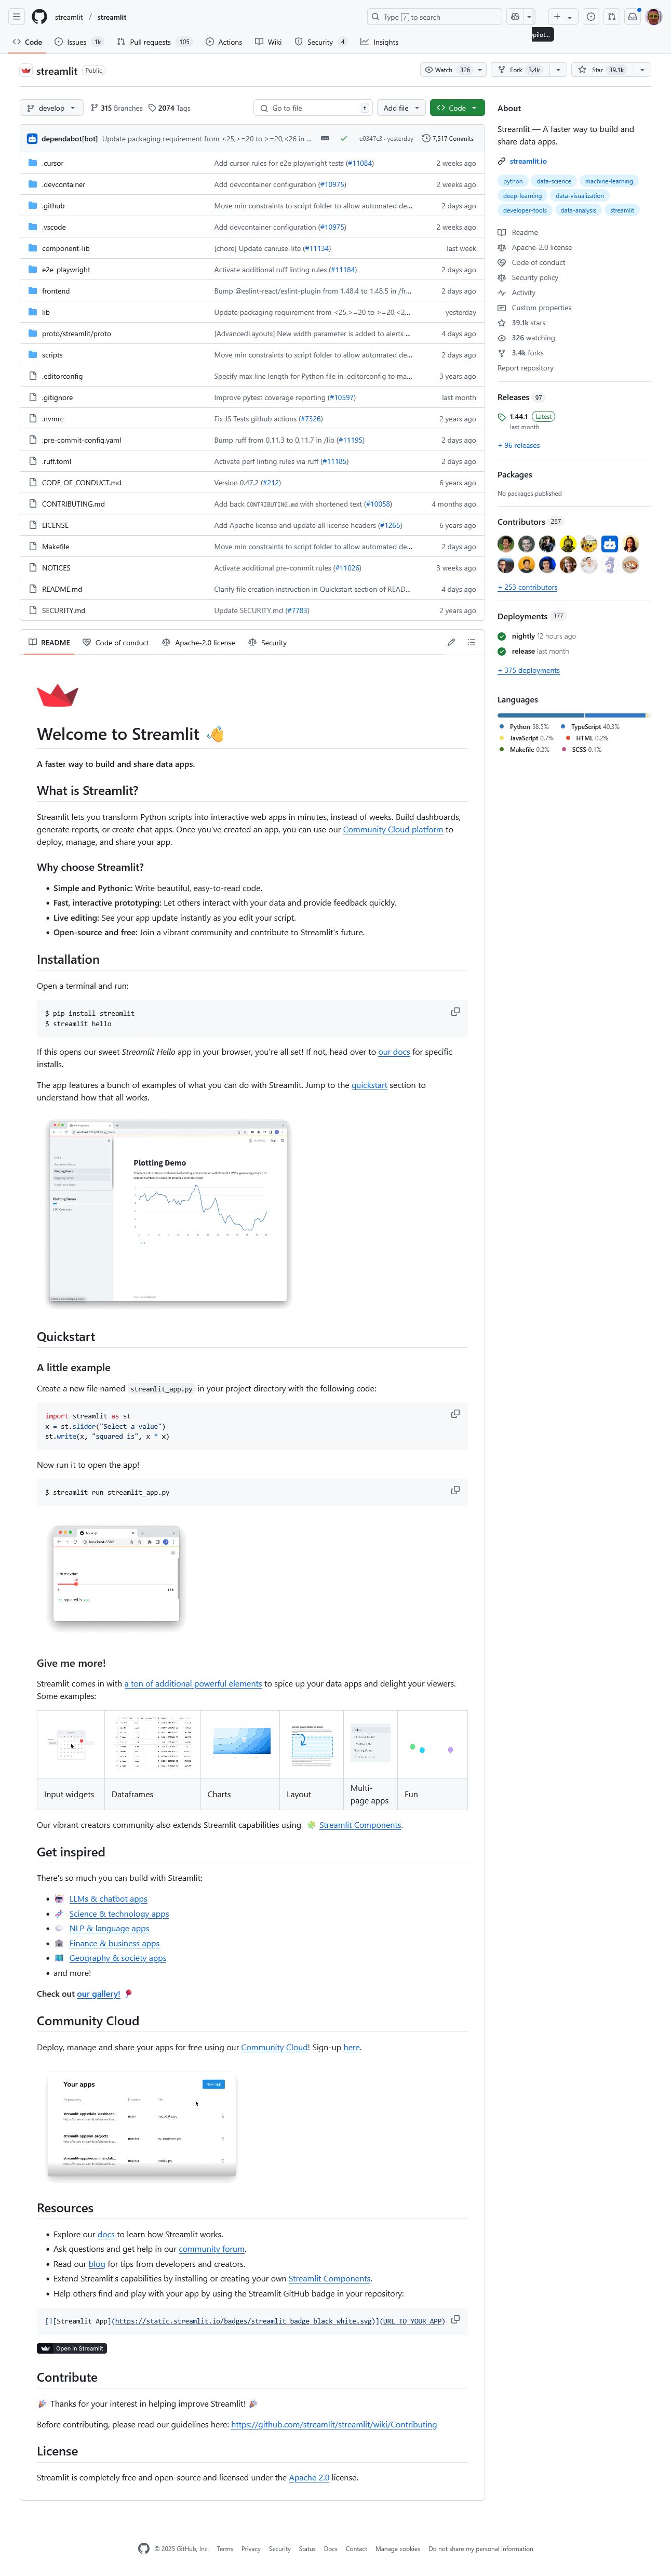 streamlit / streamlit
Type / to search
Code Issues 1k Pull requests 105 Actions Wiki Security 4 Insights
streamlit Public
Watch 326 Fork 3.4k Star 39.1k
develop 315 Branches 2074 Tags
Go to file t
Add file Code
dependabot[bot] Update packaging requirement from <25,>=20 to >=20,<26 in ... e0347c3 · yesterday 7,517 Commits
.cursor Add cursor rules for e2e playwright tests (#11084) 2 weeks ago
.devcontainer Add devcontainer configuration (#10975) 2 weeks ago
.github Move min constraints to script folder to allow automated de... 2 days ago
.vscode Add devcontainer configuration (#10975) 2 weeks ago
component-lib [chore] Update caniuse-lite (#11134) last week
e2e_playwright Activate additional ruff linting rules (#11184) 2 days ago
frontend Bump @eslint-react/eslint-plugin from 1.48.4 to 1.48.5 in /fr... 2 days ago
lib Update packaging requirement from <25,>=20 to >=20,<2... yesterday
proto/streamlit/proto [AdvancedLayouts] New width parameter is added to alerts ... 4 days ago
scripts Move min constraints to script folder to allow automated de... 2 days ago
.editorconfig Specify max line length for Python file in .editorconfig to ma... 3 years ago
.gitignore Improve pytest coverage reporting (#10597) last month
.nvmrc Fix JS Tests github actions (#7326) 2 years ago
.pre-commit-config.yaml Bump ruff from 0.11.3 to 0.11.7 in /lib (#11195) 2 days ago
.ruff.toml Activate perf linting rules via ruff (#11185) 2 days ago
CODE_OF_CONDUCT.md Version 0.47.2 (#212) 6 years ago
CONTRIBUTING.md Add back CONTRIBUTING.md with shortened text (#10058) 4 months ago
LICENSE Add Apache license and update all license headers (#1265) 6 years ago
Makefile Move min constraints to script folder to allow automated de... 2 days ago
NOTICES Activate additional pre-commit rules (#11026) 3 weeks ago
README.md Clarify file creation instruction in Quickstart section of READ... 4 days ago
SECURITY.md Update SECURITY.md (#7783) 2 years ago
README Code of conduct Apache-2.0 license Security
Welcome to Streamlit 👋
A faster way to build and share data apps.
What is Streamlit?
Streamlit lets you transform Python scripts into interactive web apps in minutes, instead of weeks. Build dashboards,
generate reports, or create chat apps. Once you've created an app, you can use our Community Cloud platform to
deploy, manage, and share your app.
Why choose Streamlit?
• Simple and Pythonic: Write beautiful, easy-to-read code.
• Fast, interactive prototyping: Let others interact with your data and provide feedback quickly.
• Live editing: See your app update instantly as you edit your script.
• Open-source and free: Join a vibrant community and contribute to Streamlit's future.
Installation
Open a terminal and run:
$ pip install streamlit
$ streamlit hello
If this opens our sweet Streamlit Hello app in your browser, you're all set! If not, head over to our docs for specific
installs.
The app features a bunch of examples of what you can do with Streamlit. Jump to the quickstart section to
understand how that all works.
Plotting Demo
Quickstart
A little example
Create a new file named streamlit_app.py in your project directory with the following code:
import streamlit as st
x = st.slider("Select a value")
st.write(x, "squared is", x * x)
Now run it to open the app!
$ streamlit run streamlit_app.py
Give me more!
Streamlit comes in with a ton of additional powerful elements to spice up your data apps and delight your viewers.
Some examples:
Input widgets Dataframes Charts Layout Multi-page apps Fun
Our vibrant creators community also extends Streamlit capabilities using 🧩 Streamlit Components.
Get inspired
There's so much you can build with Streamlit:
• LLMs & chatbot apps
• Science & technology apps
• NLP & language apps
• Finance & business apps
• Geography & society apps
• and more!
Check out our gallery! 🎈
Community Cloud
Deploy, manage and share your apps for free using our Community Cloud! Sign-up here.
Your apps
Resources
• Explore our docs to learn how Streamlit works.
• Ask questions and get help in our community forum.
• Read our blog for tips from developers and creators.
• Extend Streamlit's capabilities by installing or creating your own Streamlit Components.
• Help others find and play with your app by using the Streamlit GitHub badge in your repository:
[![Streamlit App](https://static.streamlit.io/badges/streamlit_badge_black_white.svg)](URL_TO_YOUR_APP)
Open in Streamlit
Contribute
🎉 Thanks for your interest in helping improve Streamlit! 🎉
Before contributing, please read our guidelines here: https://github.com/streamlit/streamlit/wiki/Contributing
License
Streamlit is completely free and open-source and licensed under the Apache 2.0 license.
About
Streamlit — A faster way to build and
share data apps.
streamlit.io
python data-science machine-learning
deep-learning data-visualization
developer-tools data-analysis streamlit
Readme
Apache-2.0 license
Code of conduct
Security policy
Activity
Custom properties
39.1k stars
326 watching
3.4k forks
Report repository
Releases 97
1.44.1 Latest
last month
+ 96 releases
Packages
No packages published
Contributors 267
+ 253 contributors
Deployments 377
nightly 12 hours ago
release last month
+ 375 deployments
Languages
Python 58.5% TypeScript 40.3%
JavaScript 0.7% HTML 0.2%
Makefile 0.2% SCSS 0.1%
© 2025 GitHub, Inc. Terms Privacy Security Status Docs Contact Manage cookies Do not share my personal information